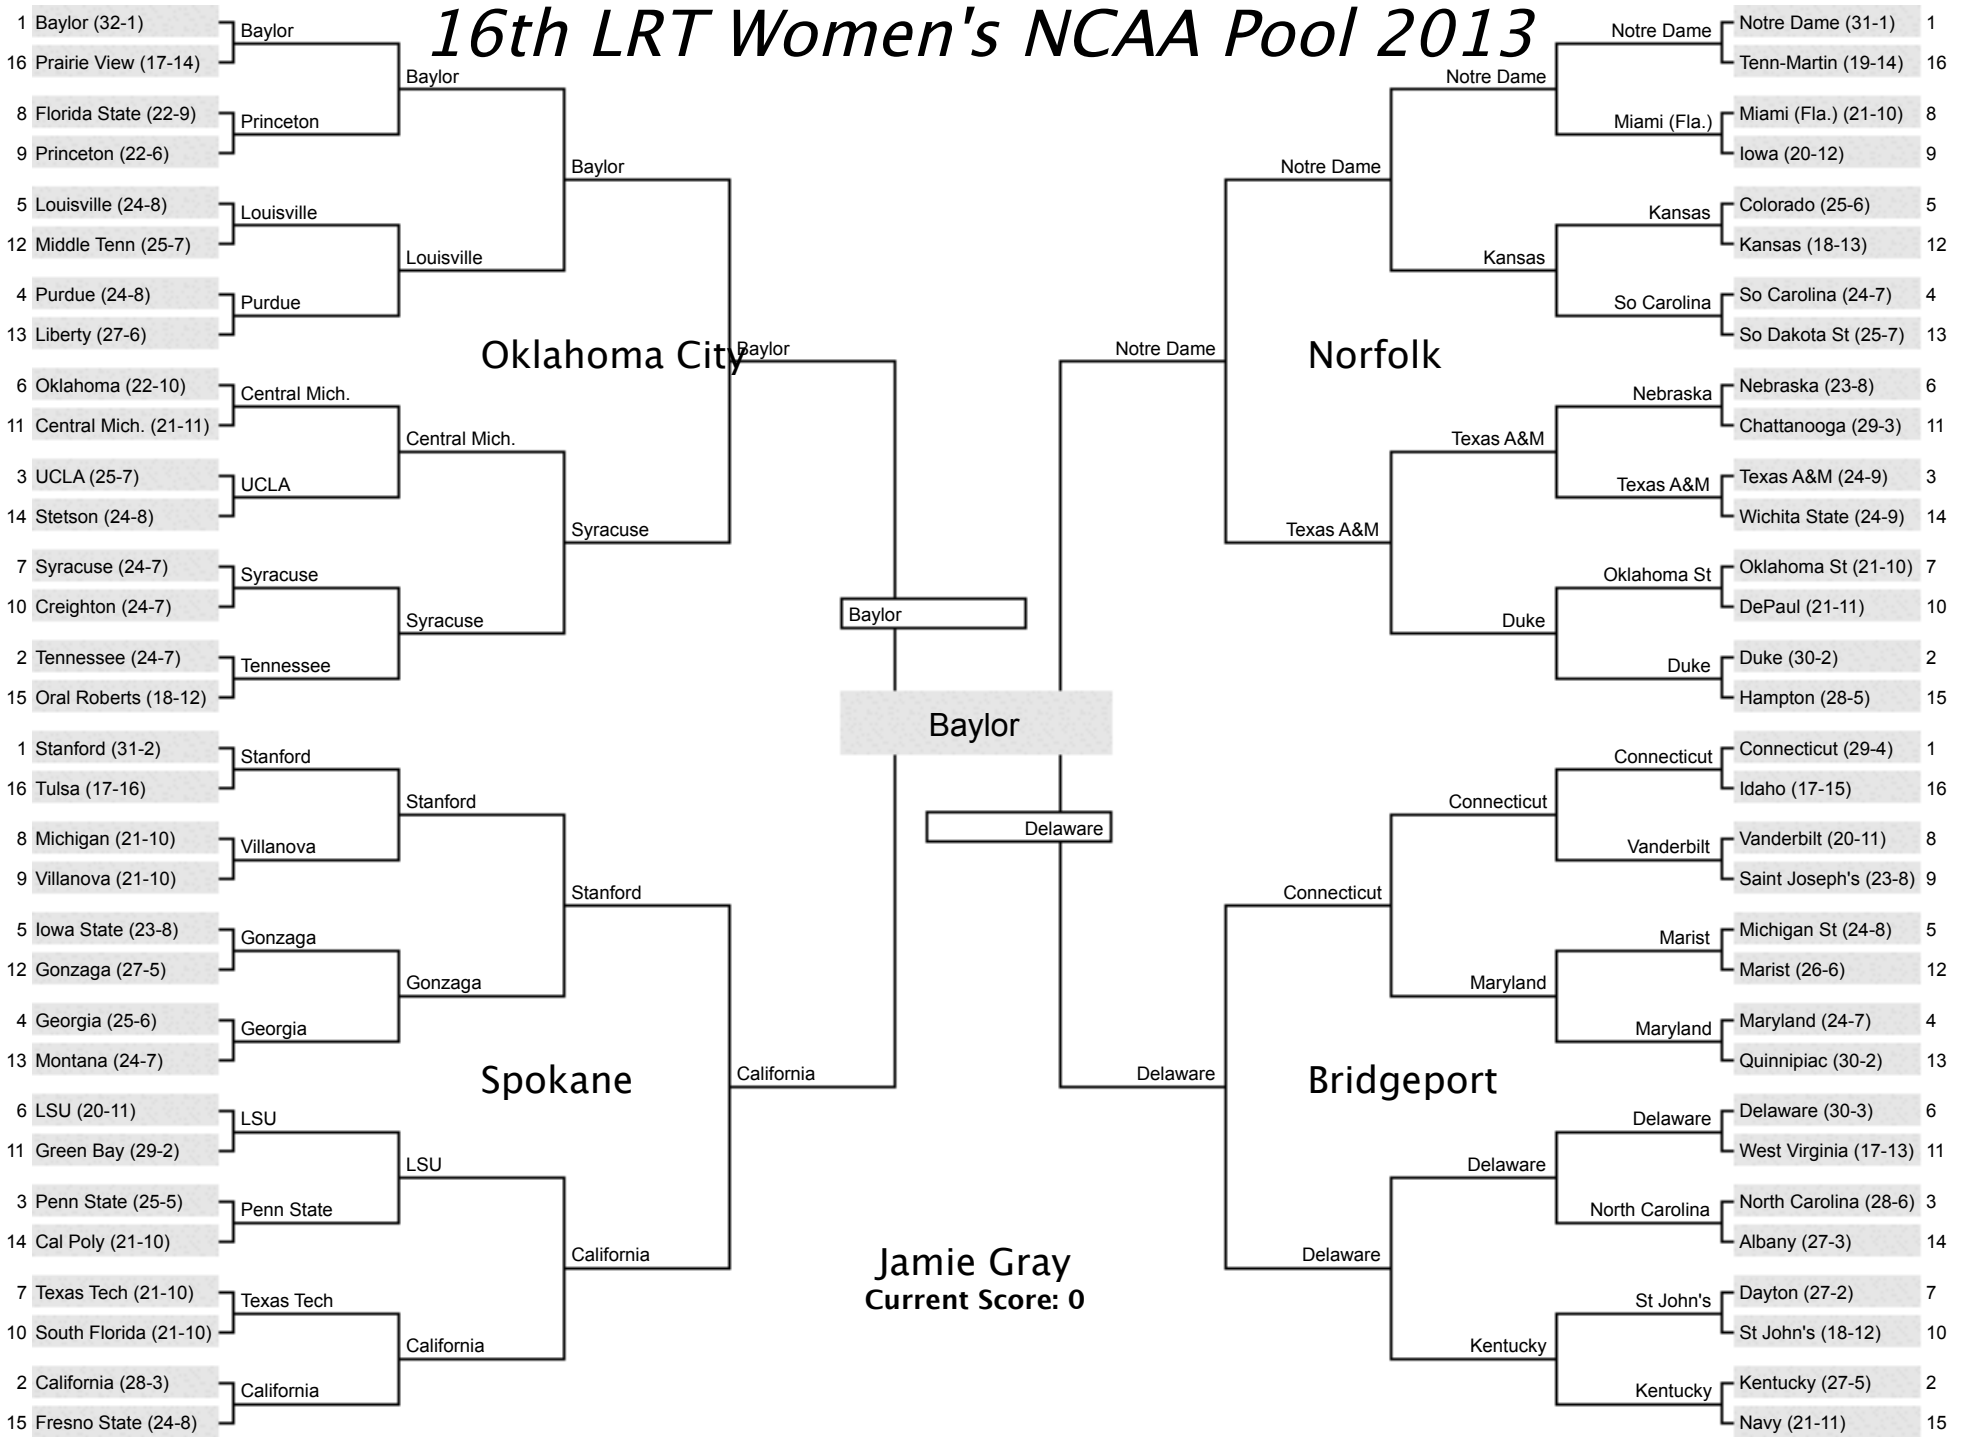 16th LRT Women's NCAA Pool 2013
1 Baylor (32-1)
16 Prairie View (17-14)
8 Florida State (22-9)
9 Princeton (22-6)
5 Louisville (24-8)
12 Middle Tenn (25-7)
4 Purdue (24-8)
13 Liberty (27-6)
6 Oklahoma (22-10)
11 Central Mich. (21-11)
3 UCLA (25-7)
14 Stetson (24-8)
7 Syracuse (24-7)
10 Creighton (24-7)
2 Tennessee (24-7)
15 Oral Roberts (18-12)
1 Stanford (31-2)
16 Tulsa (17-16)
8 Michigan (21-10)
9 Villanova (21-10)
5 Iowa State (23-8)
12 Gonzaga (27-5)
4 Georgia (25-6)
13 Montana (24-7)
6 LSU (20-11)
11 Green Bay (29-2)
3 Penn State (25-5)
14 Cal Poly (21-10)
7 Texas Tech (21-10)
10 South Florida (21-10)
2 California (28-3)
15 Fresno State (24-8)
Baylor
Princeton
Louisville
Purdue
Central Mich.
UCLA
Syracuse
Tennessee
Stanford
Villanova
Gonzaga
Georgia
LSU
Penn State
Texas Tech
California
Baylor
Louisville
Central Mich.
Syracuse
Stanford
Gonzaga
LSU
California
Baylor
Syracuse
Stanford
California
Oklahoma City
Spokane
Baylor
California
Baylor
Baylor
Delaware
Jamie Gray
Current Score: 0
Notre Dame
Delaware
Norfolk
Bridgeport
Notre Dame
Texas A&M
Connecticut
Delaware
Notre Dame
Kansas
Texas A&M
Duke
Connecticut
Maryland
Delaware
Kentucky
Notre Dame
Miami (Fla.)
Kansas
So Carolina
Nebraska
Texas A&M
Oklahoma St
Duke
Connecticut
Vanderbilt
Marist
Maryland
Delaware
North Carolina
St John's
Kentucky
Notre Dame (31-1) 1
Tenn-Martin (19-14) 16
Miami (Fla.) (21-10) 8
Iowa (20-12) 9
Colorado (25-6) 5
Kansas (18-13) 12
So Carolina (24-7) 4
So Dakota St (25-7) 13
Nebraska (23-8) 6
Chattanooga (29-3) 11
Texas A&M (24-9) 3
Wichita State (24-9) 14
Oklahoma St (21-10) 7
DePaul (21-11) 10
Duke (30-2) 2
Hampton (28-5) 15
Connecticut (29-4) 1
Idaho (17-15) 16
Vanderbilt (20-11) 8
Saint Joseph's (23-8) 9
Michigan St (24-8) 5
Marist (26-6) 12
Maryland (24-7) 4
Quinnipiac (30-2) 13
Delaware (30-3) 6
West Virginia (17-13) 11
North Carolina (28-6) 3
Albany (27-3) 14
Dayton (27-2) 7
St John's (18-12) 10
Kentucky (27-5) 2
Navy (21-11) 15